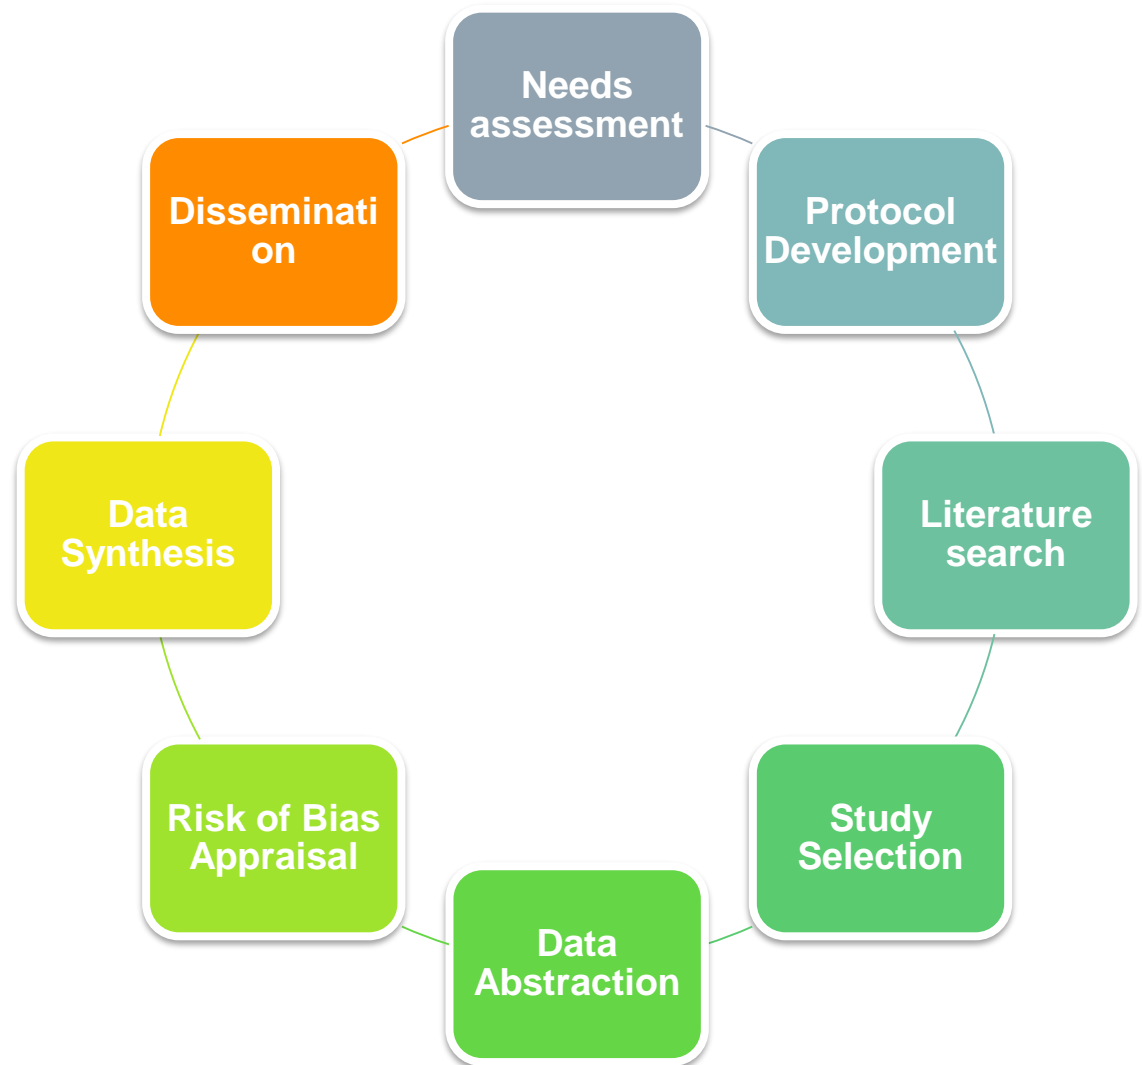 Needs
assessment
Protocol
Development
Literature
search
Study
Selection
Data
Abstraction
Risk of Bias
Appraisal
Data
Synthesis
Disseminati
on